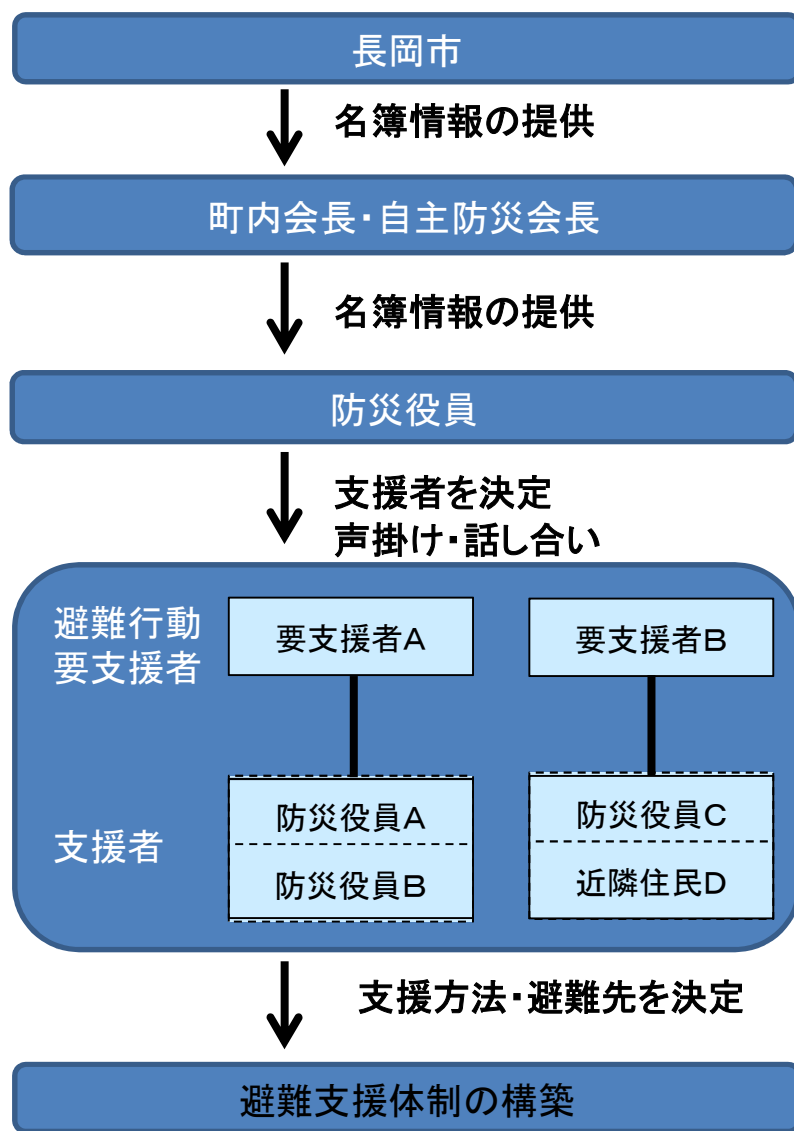 長岡市
名簿情報の提供
町内会長・自主防災会長
名簿情報の提供
防災役員
支援者を決定
声掛け・話し合い
避難行動
要支援者
要支援者A
要支援者B
支援者
防災役員A
防災役員B
防災役員C
近隣住民D
支援方法・避難先を決定
避難支援体制の構築